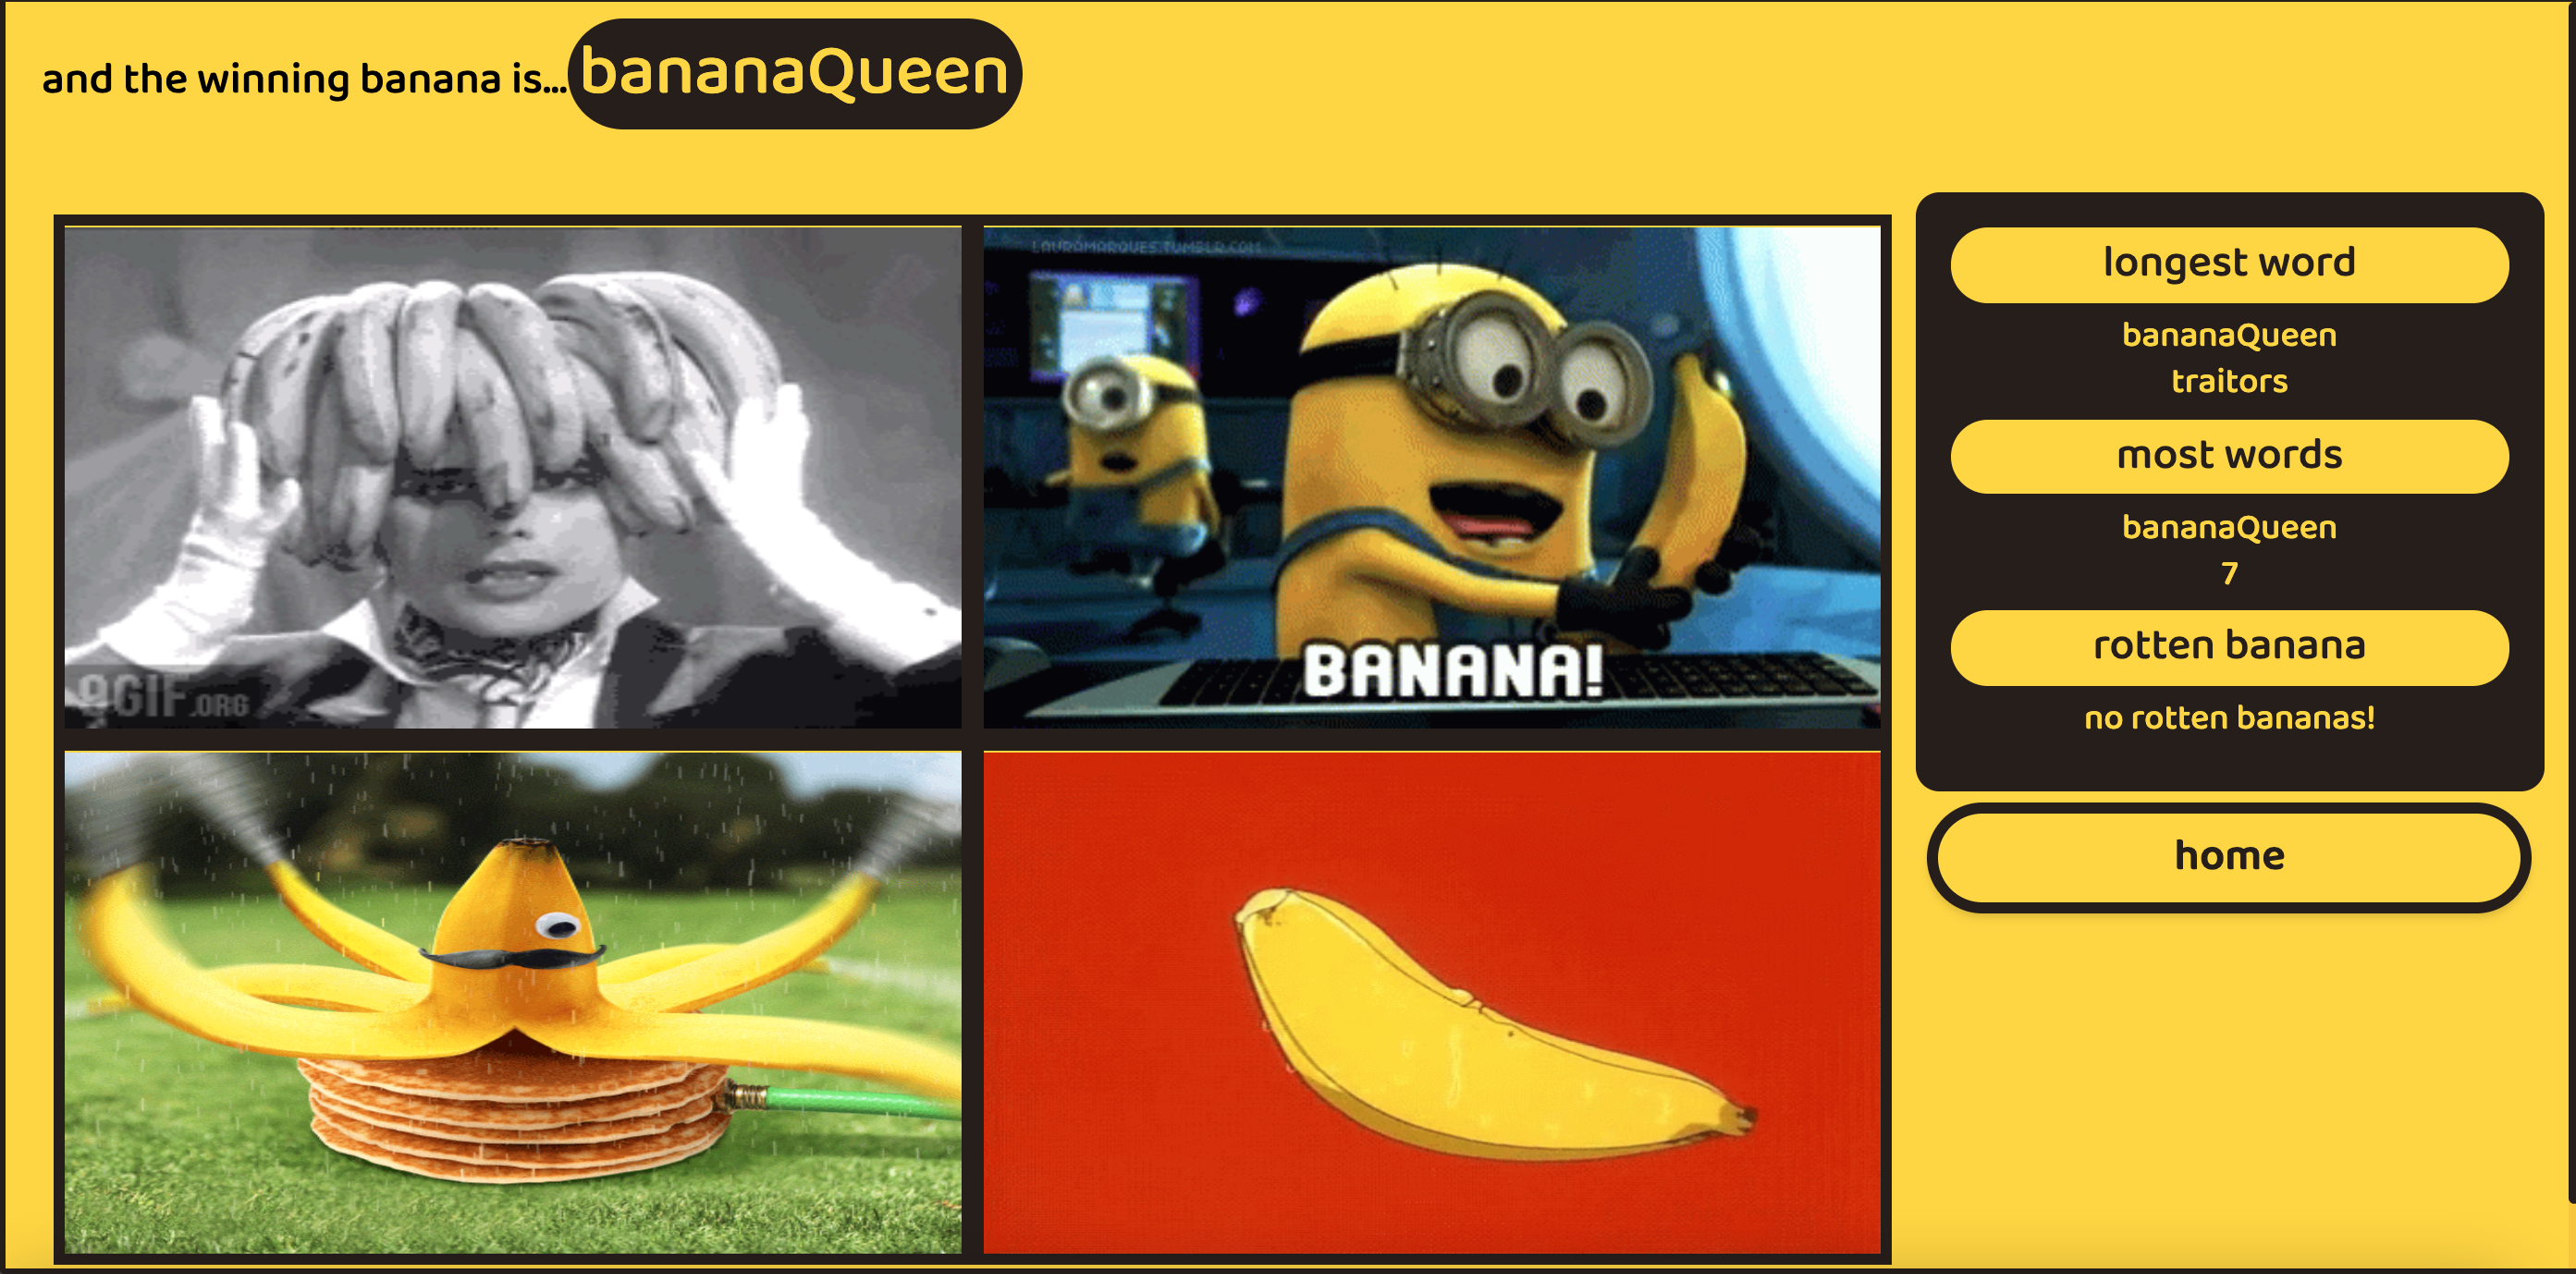 and the winning banana is...
bananaQueen
9GIF.ORG
LAURAMARQUES.TUMBLR.COM
BANANA!
longest word
bananaQueen
traitors
most words
bananaQueen
7
rotten banana
no rotten bananas!
home